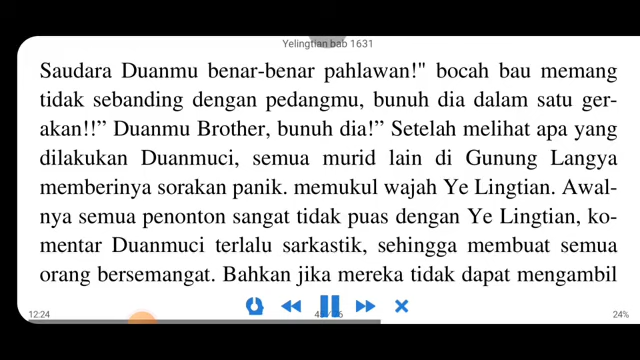 Yelingtian bab 1631
Saudara Duanmu benar-benar pahlawan!" bocah bau memang
tidak sebanding dengan pedangmu, bunuh dia dalam satu ger-
akan!!” Duanmu Brother, bunuh dia!” Setelah melihat apa yang
dilakukan Duanmuci, semua murid lain di Gunung Langya
memberinya sorakan panik. memukul wajah Ye Lingtian. Awal-
nya semua penonton sangat tidak puas dengan Ye Lingtian, ko-
mentar Duanmuci terlalu sarkastik, sehingga membuat semua
orang bersemangat. Bahkan jika mereka tidak dapat mengambil
12:24
24%